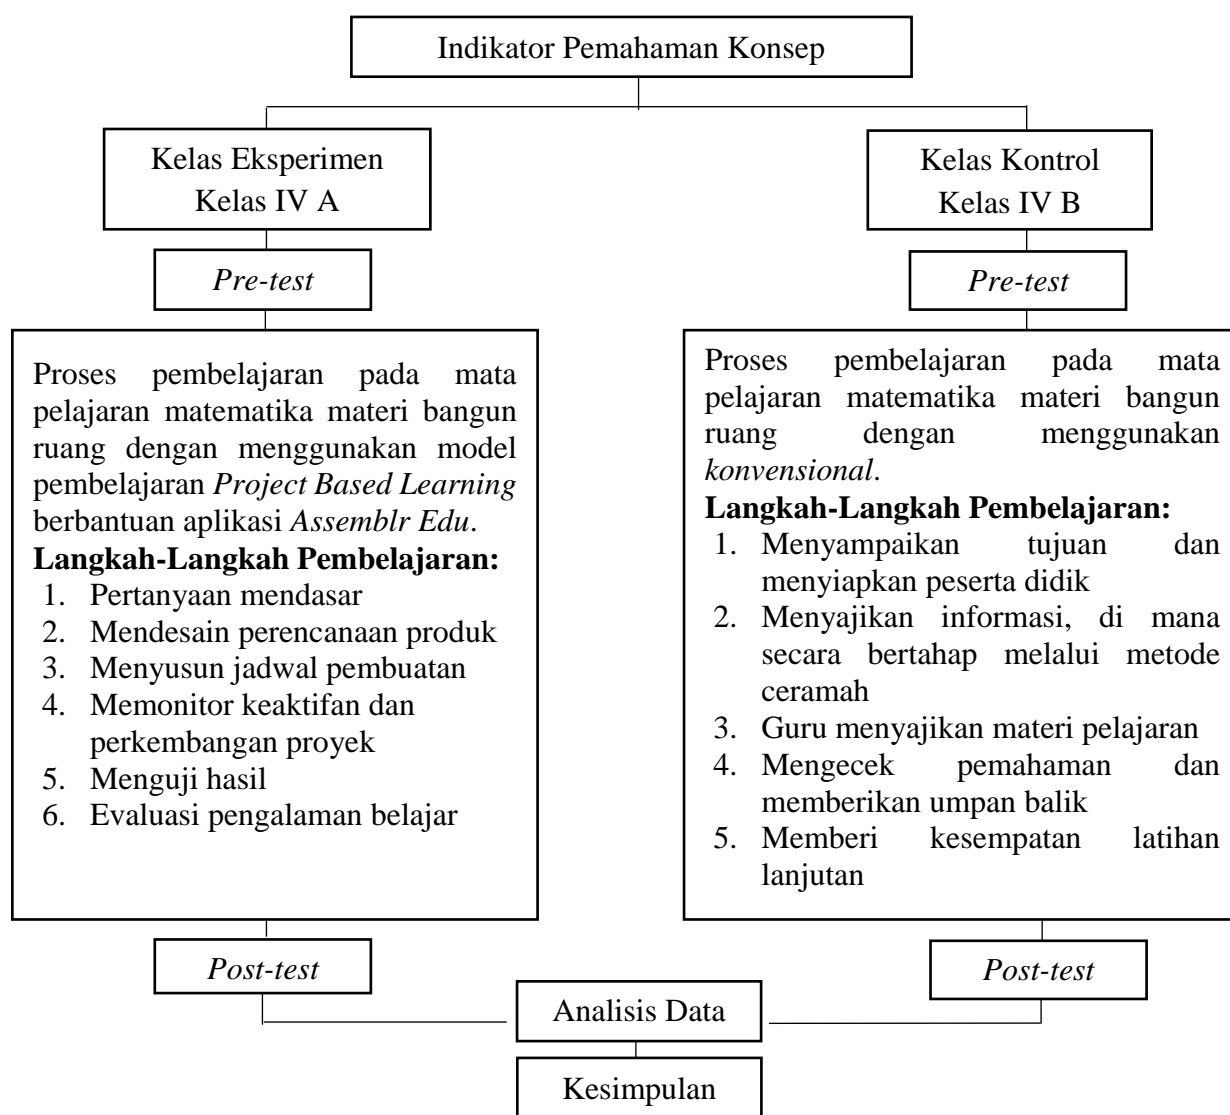 Indikator Pemahaman Konsep
Kelas Eksperimen
Kelas IV A
Kelas Kontrol
Kelas IV B
Pre-test
Pre-test
Proses pembelajaran pada mata
pelajaran matematika materi bangun
ruang dengan menggunakan model
pembelajaran Project Based Learning
berbantuan aplikasi Assemblr Edu.
Langkah-Langkah Pembelajaran:
1. Pertanyaan mendasar
2. Mendesain perencanaan produk
3. Menyusun jadwal pembuatan
4. Memonitor keaktifan dan
perkembangan proyek
5. Menguji hasil
6. Evaluasi pengalaman belajar
Proses pembelajaran pada mata
pelajaran matematika materi bangun
ruang dengan menggunakan
konvensional.
Langkah-Langkah Pembelajaran:
1. Menyampaikan tujuan dan
menyiapkan peserta didik
2. Menyajikan informasi, di mana
secara bertahap melalui metode
ceramah
3. Guru menyajikan materi pelajaran
4. Mengecek pemahaman dan
memberikan umpan balik
5. Memberi kesempatan latihan
lanjutan
Post-test
Post-test
Analisis Data
Kesimpulan